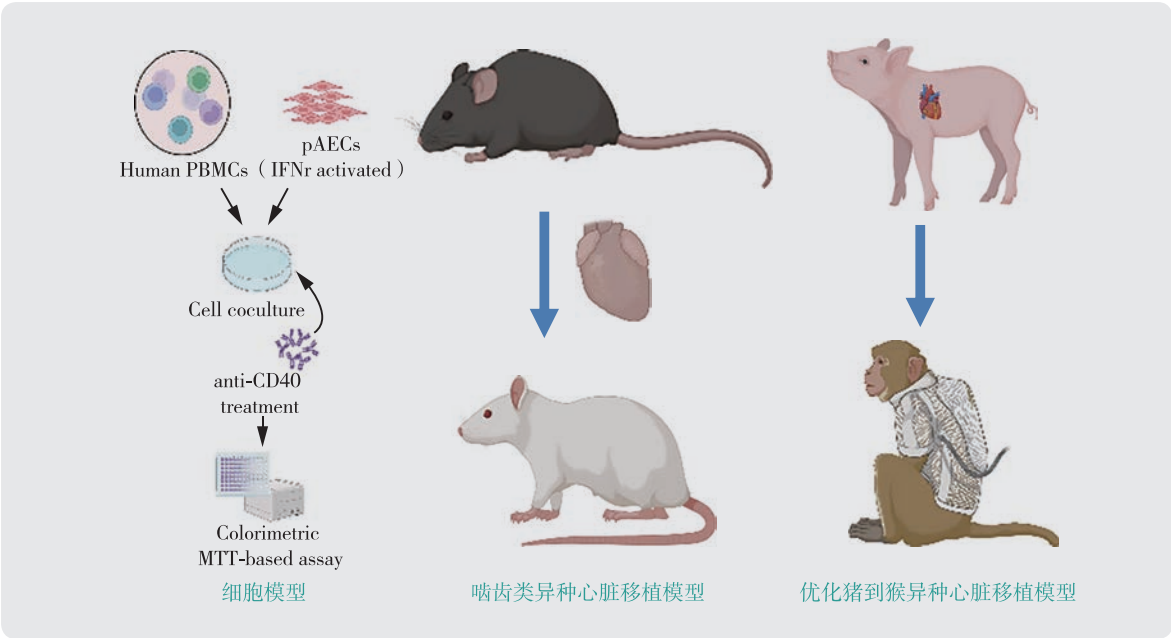 pAECs
Human PBMCs（IFNr activated）
Cell coculture
anti-CD40
treatment
Colorimetric
MTT-based assay
细胞模型
啮齿类异种心脏移植模型
优化猪到猴异种心脏移植模型